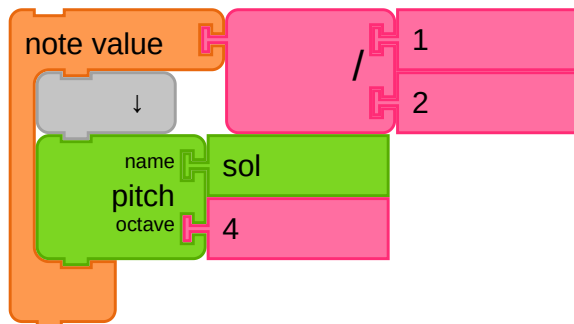 note value / 1
2
↓
name sol
pitch
octave 4